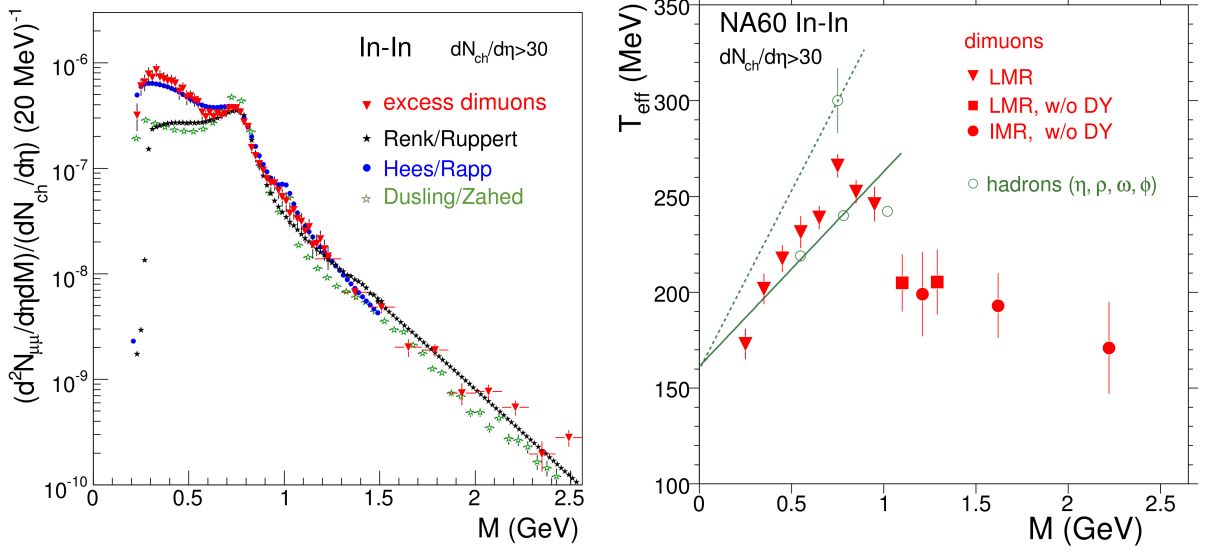 In-In dN_ch/dη>30
excess dimuons
Renk/Ruppert
Hees/Rapp
Dusling/Zahed
(d²N_μμ/dηdM)/(dN_ch/dη) (20 MeV)⁻¹
10⁻⁶
10⁻⁷
10⁻⁸
10⁻⁹
10⁻¹⁰
0 0.5 1 1.5 2 2.5
M (GeV)
NA60 In-In
dN_ch/dη>30
dimuons
LMR
LMR, w/o DY
IMR, w/o DY
hadrons (η, ρ, ω, ϕ)
T_eff (MeV)
350
300
250
200
150
100
0 0.5 1 1.5 2 2.5
M (GeV)